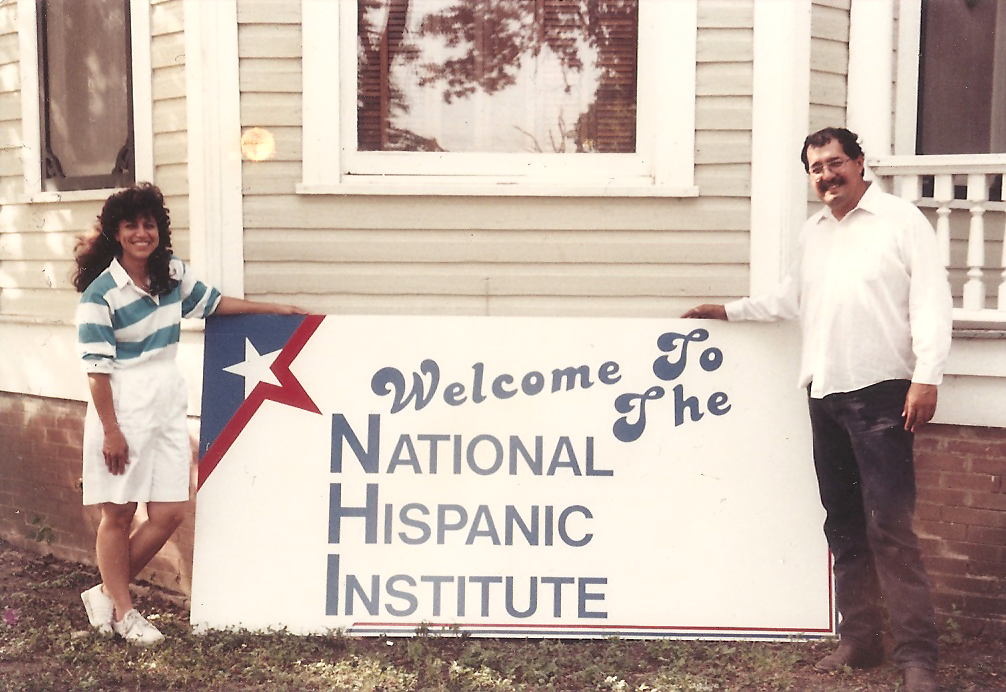 Welcome To
The
NATIONAL
HISPANIC
INSTITUTE